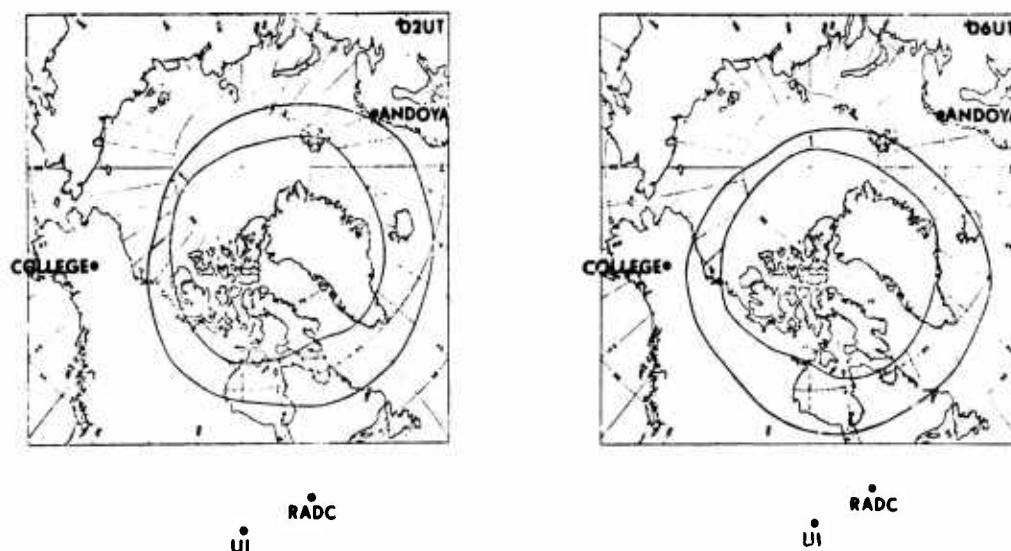 02UT
ANDOYA
COLLEGE
RADC
UI
06UT
ANDOYA
COLLEGE
RADC
UI